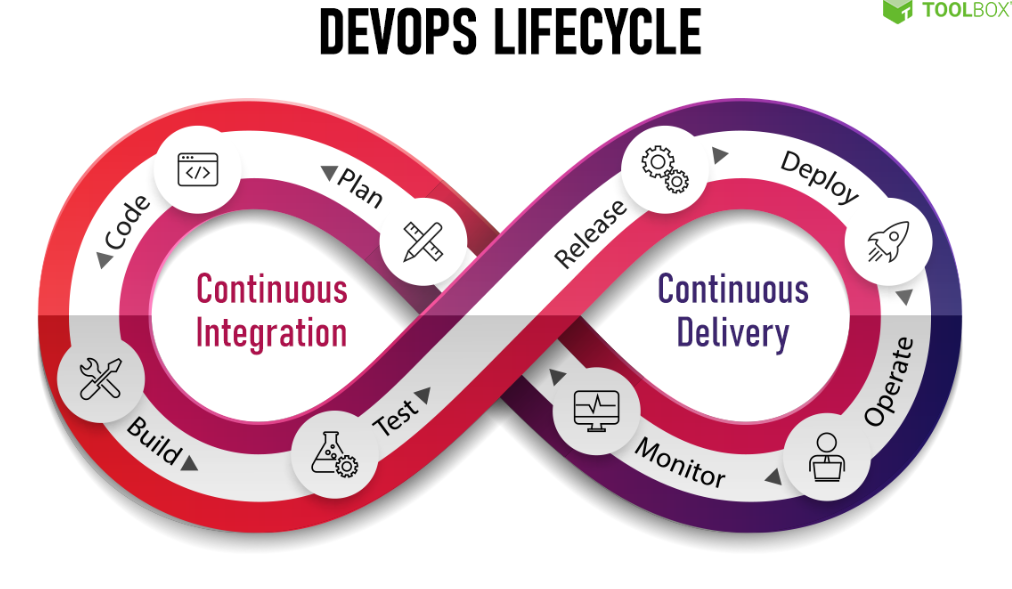 DEVOPS LIFECYCLE
TOOLBOX
Plan
Code
Build
Test
Release
Deploy
Operate
Monitor
Continuous
Integration
Continuous
Delivery